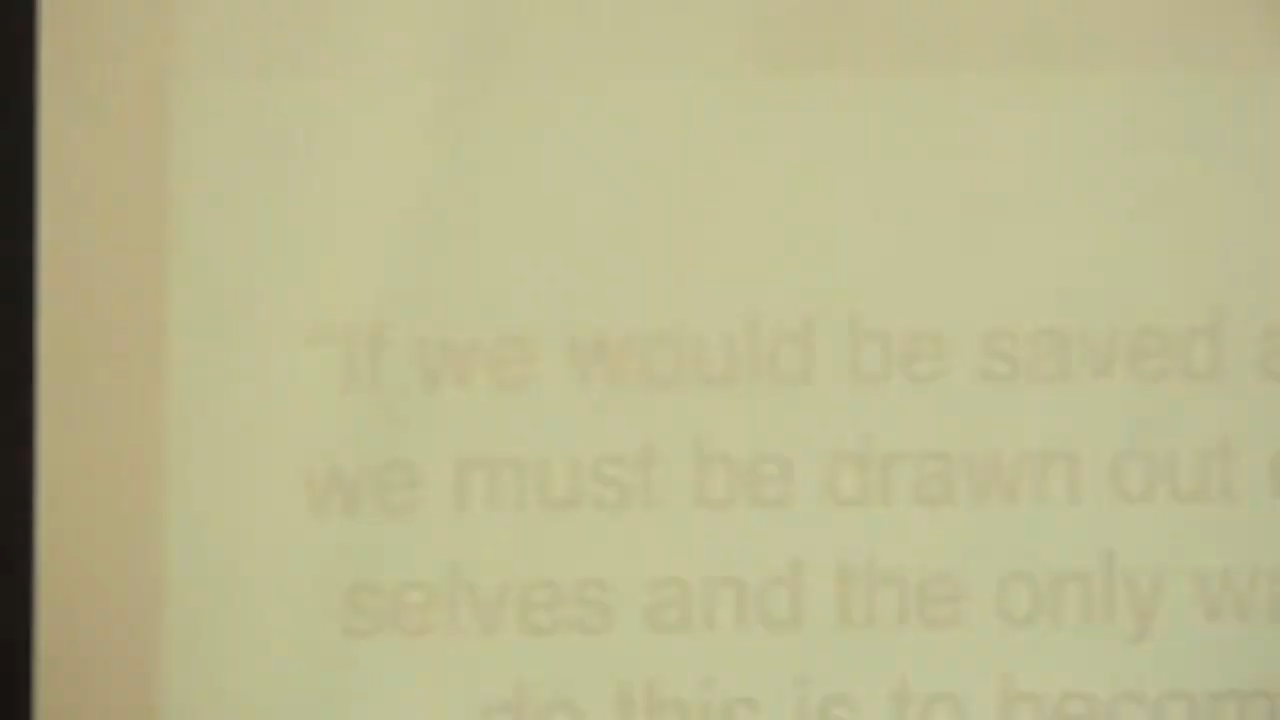 "If we would be saved
we must be drawn out
selves and the only
do this is to